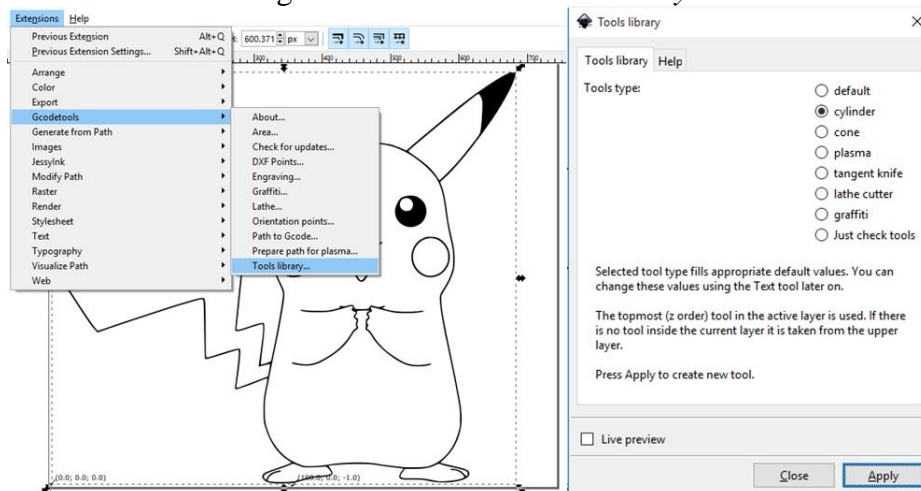 Extensions Help
Previous Extension Alt+Q
Previous Extension Settings... Shift+Alt+Q
Arrange
Color
Export
Gcodetools
Generate from Path
Images
JessyInk
Modify Path
Raster
Render
Stylesheet
Text
Typography
Visualize Path
Web
600.371 px
300
400
500
600
700
About...
Area...
Check for updates...
DXF Points...
Engraving...
Graffiti...
Lathe...
Orientation points...
Path to Gcode...
Prepare path for plasma...
Tools library...
(0.0; 0.0; 0.0)
(100.0; 0.0; -1.0)
Tools library
Tools library Help
Tools type:
default
cylinder
cone
plasma
tangent knife
lathe cutter
graffiti
Just check tools
Selected tool type fills appropriate default values. You can
change these values using the Text tool later on.
The topmost (z order) tool in the active layer is used. If there
is no tool inside the current layer it is taken from the upper
layer.
Press Apply to create new tool.
Live preview
Close Apply